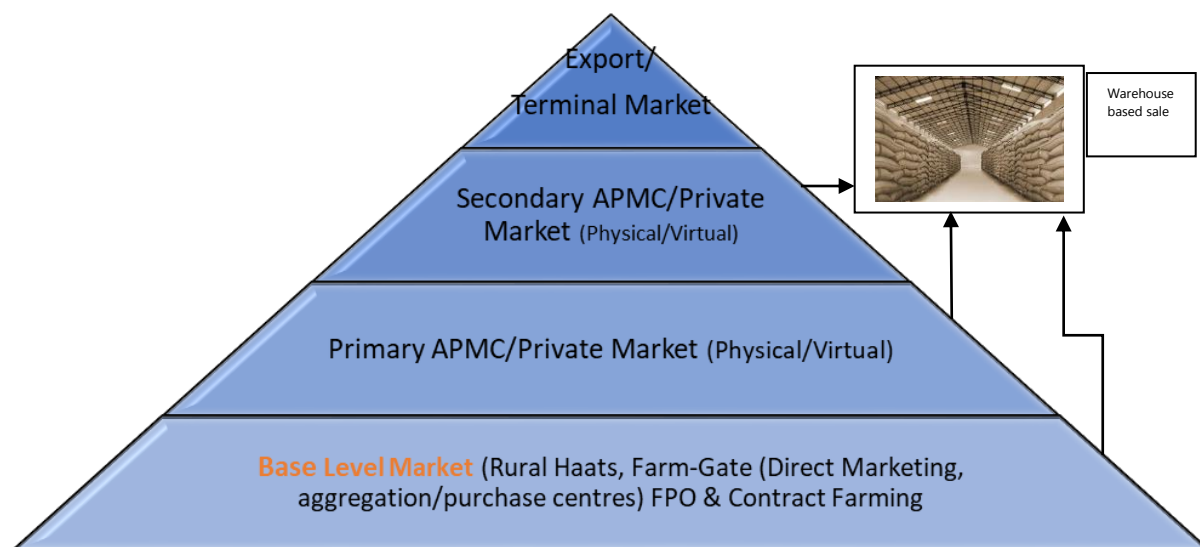 Export/
Terminal Market
Warehouse
based sale
Secondary APMC/Private
Market (Physical/Virtual)
Primary APMC/Private Market (Physical/Virtual)
Base Level Market (Rural Haats, Farm-Gate (Direct Marketing,
aggregation/purchase centres) FPO & Contract Farming